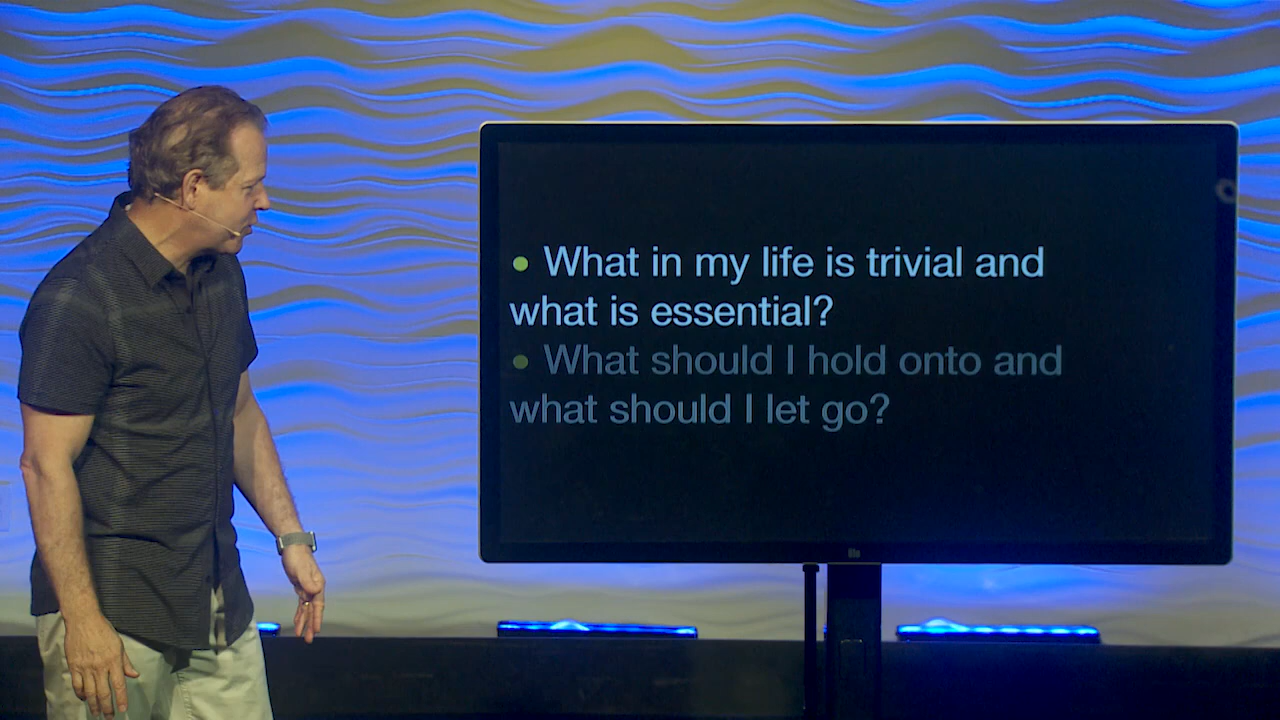 • What in my life is trivial and
what is essential?
• What should I hold onto and
what should I let go?
elo